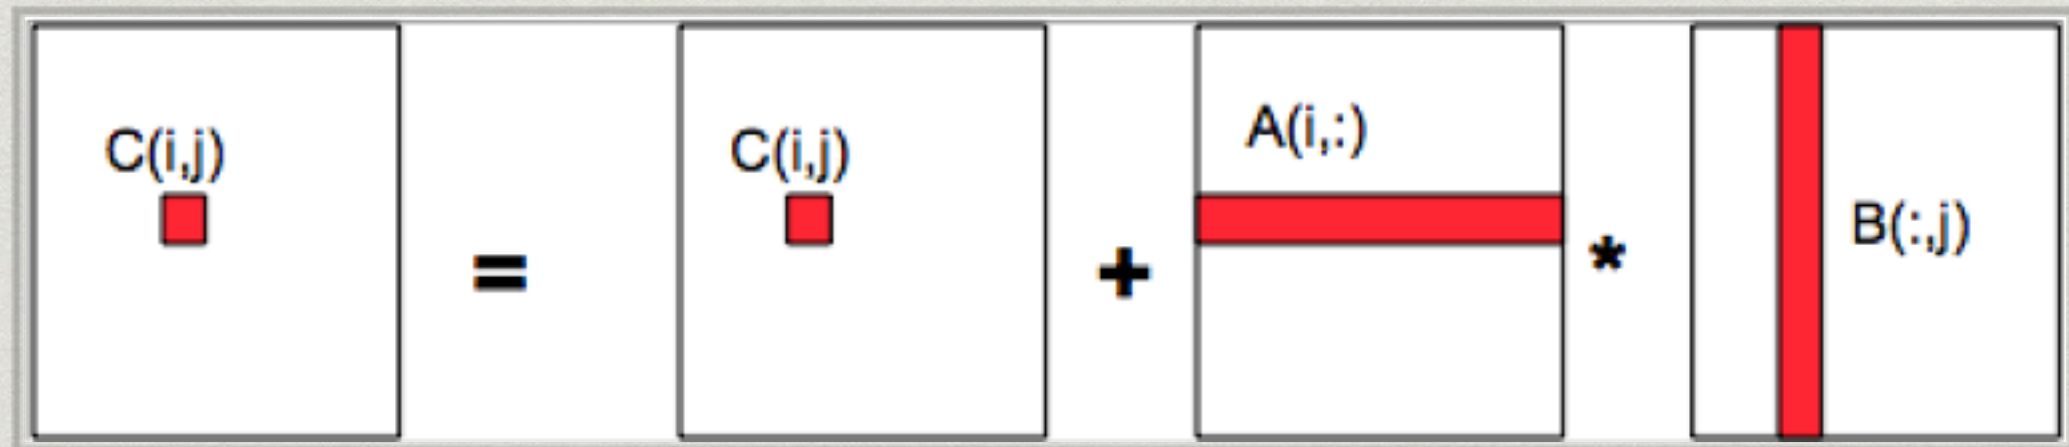 C(i,j) = C(i,j) + A(i,:) * B(:,j)